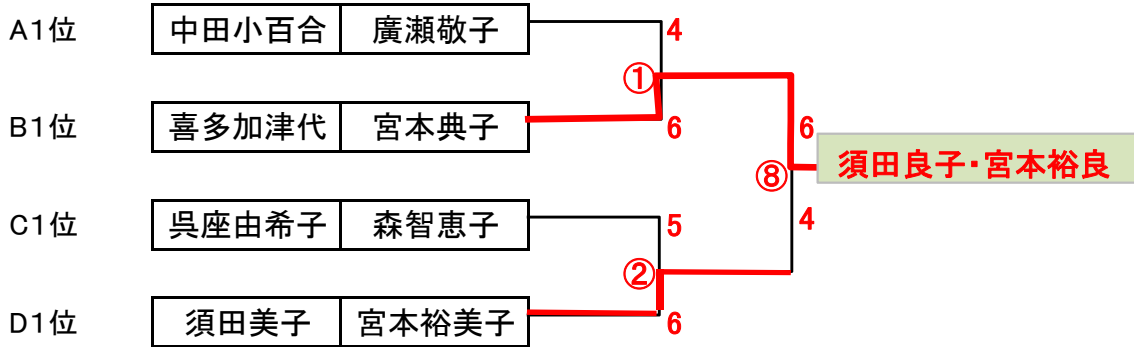 A1位 中田小百合 廣瀬敬子 4
①
B1位 喜多加津代 宮本典子 6 6
⑧ 須田良子・宮本裕良
C1位 呉座由希子 森智恵子 5 4
②
D1位 須田美子 宮本裕美子 6